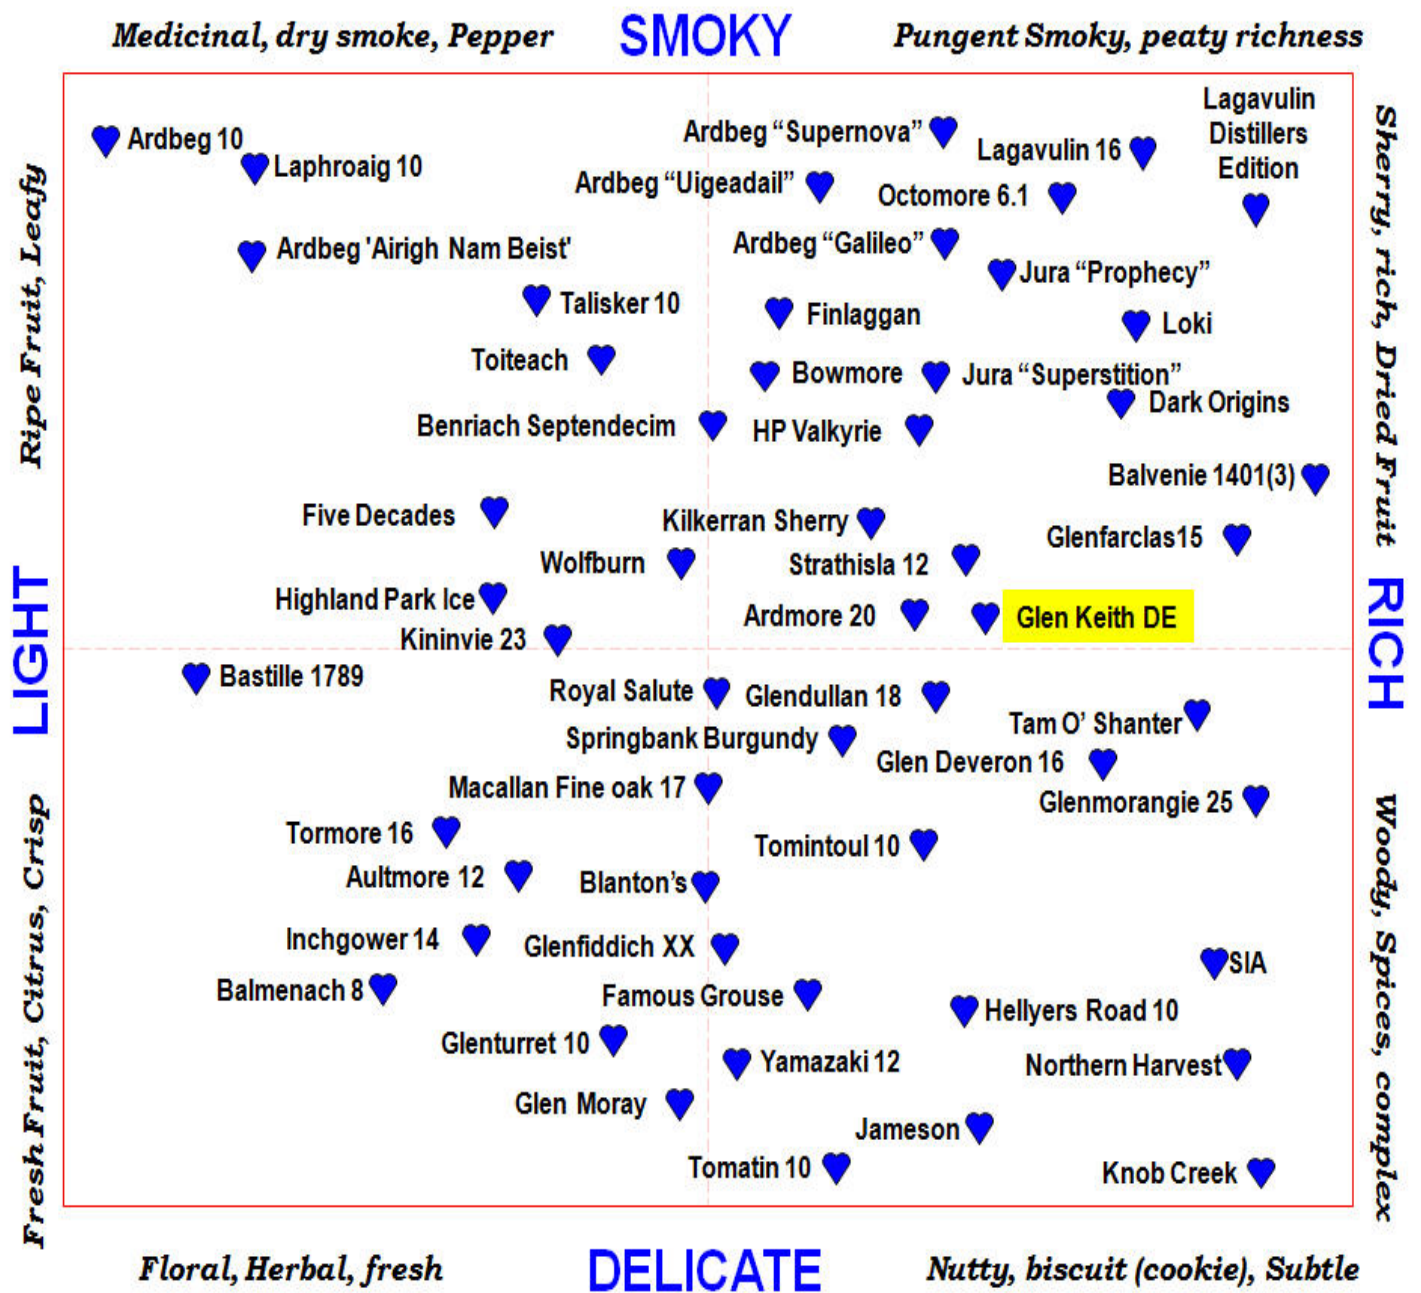 Medicinal, dry smoke, Pepper
SMOKY
Pungent Smoky, peaty richness
Ripe Fruit, Leafy
LIGHT
Fresh Fruit, Citrus, Crisp
Sherry, rich, Dried Fruit
RICH
Woody, Spices, complex
Ardbeg 10
Laphroaig 10
Ardbeg "Supernova"
Lagavulin 16
Lagavulin
Distillers
Edition
Ardbeg “Uigeadail”
Octomore 6.1
Ardbeg 'Airigh Nam Beist'
Ardbeg “Galileo”
Jura “Prophecy”
Talisker 10
Finlaggan
Loki
Toiteach
Bowmore
Jura “Superstition”
Dark Origins
Benriach Septendecim
HP Valkyrie
Balvenie 1401(3)
Five Decades
Kilkerran Sherry
Glenfarclas15
Wolfburn
Strathisla 12
Highland Park Ice
Ardmore 20
Glen Keith DE
Kininvie 23
Bastille 1789
Royal Salute
Glendullan 18
Tam O’ Shanter
Springbank Burgundy
Glen Deveron 16
Macallan Fine oak 17
Glenmorangie 25
Tormore 16
Tomintoul 10
Aultmore 12
Blanton’s
Inchgower 14
Glenfiddich XX
SIA
Balmenach 8
Famous Grouse
Hellyers Road 10
Glenturret 10
Yamazaki 12
Northern Harvest
Glen Moray
Jameson
Tomatin 10
Knob Creek
Floral, Herbal, fresh
DELICATE
Nutty, biscuit (cookie), Subtle